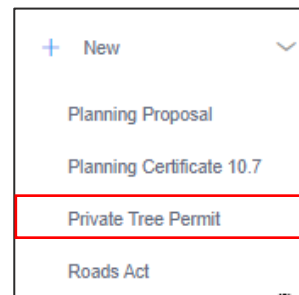 + New
Planning Proposal
Planning Certificate 10.7
Private Tree Permit
Roads Act